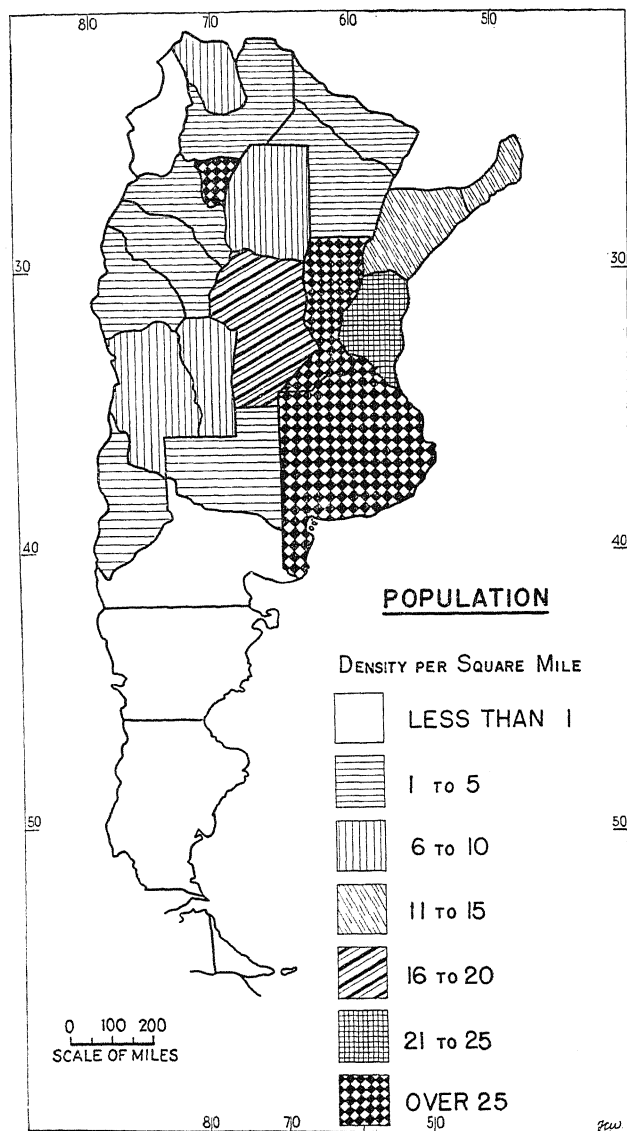 80 70 60 50
30 30
40 40
POPULATION
DENSITY PER SQUARE MILE
LESS THAN 1
1 TO 5
50 50
6 TO 10
11 TO 15
16 TO 20
21 TO 25
0 100 200
SCALE OF MILES
OVER 25
80 70 50